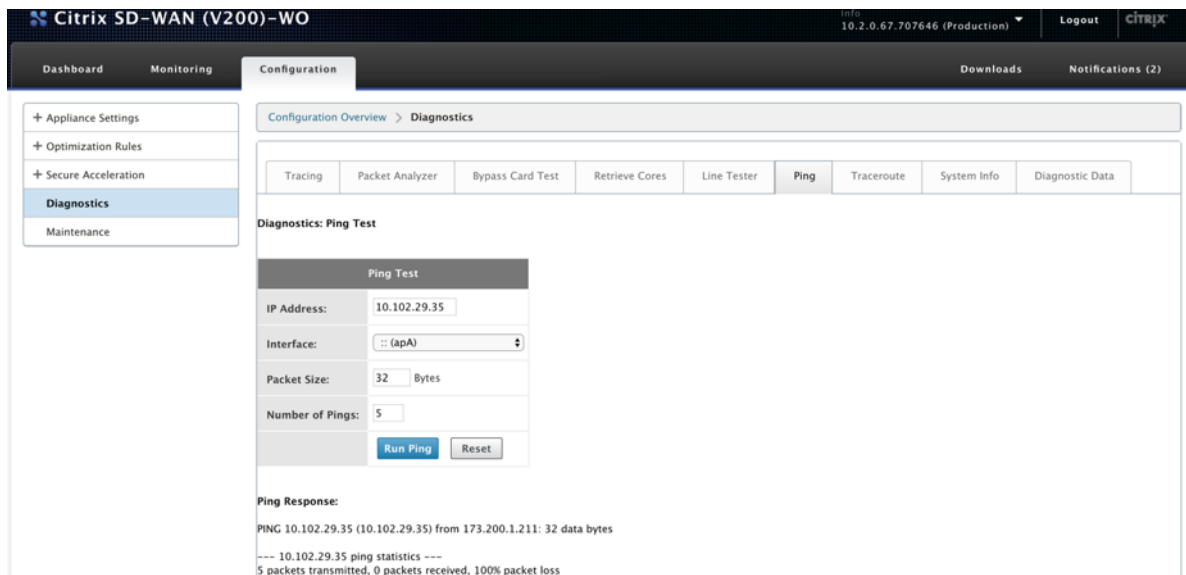 Citrix SD-WAN (V200)-WO
Info
10.2.0.67.707646 (Production)
Logout
CITRIX
Dashboard
Monitoring
Configuration
Downloads
Notifications (2)
+ Appliance Settings
+ Optimization Rules
+ Secure Acceleration
Diagnostics
Maintenance
Configuration Overview > Diagnostics
Tracing
Packet Analyzer
Bypass Card Test
Retrieve Cores
Line Tester
Ping
Traceroute
System Info
Diagnostic Data
Diagnostics: Ping Test
Ping Test
IP Address: 10.102.29.35
Interface: :: (apA)
Packet Size: 32 Bytes
Number of Pings: 5
Run Ping
Reset
Ping Response:
PING 10.102.29.35 (10.102.29.35) from 173.200.1.211: 32 data bytes
--- 10.102.29.35 ping statistics ---
5 packets transmitted, 0 packets received, 100% packet loss